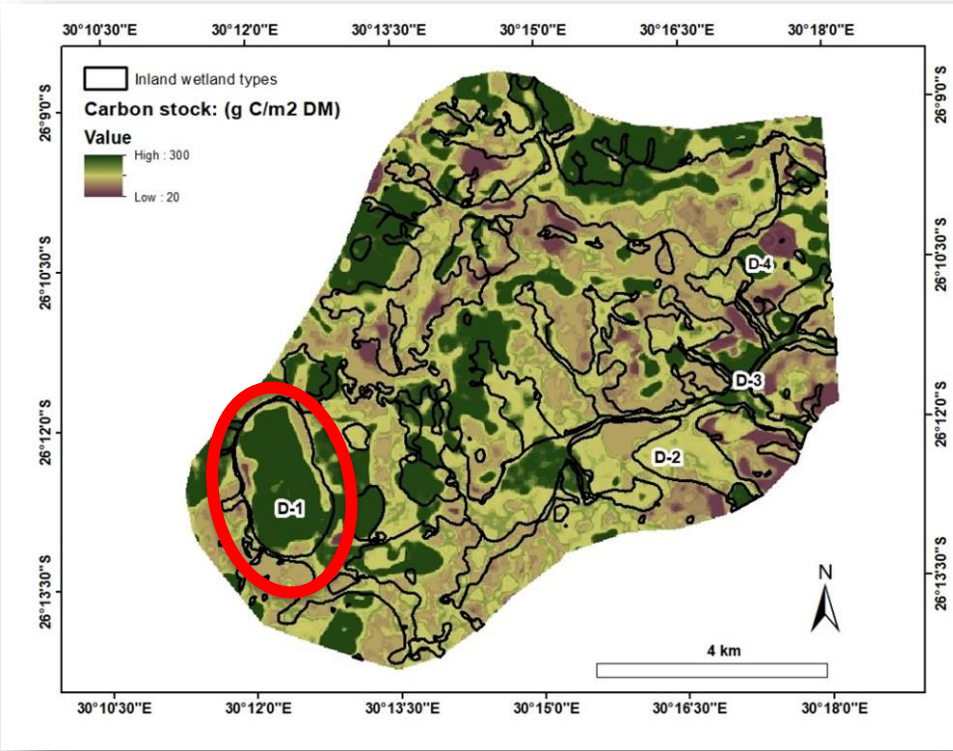 30°10'30"E 30°12'0"E 30°13'30"E 30°15'0"E 30°16'30"E 30°18'0"E
Inland wetland types
Carbon stock: (g C/m2 DM)
Value
High : 300
Low : 20
26°9'0"S
26°10'30"S
26°12'0"S
26°13'30"S
26°9'0"S
26°10'30"S
26°12'0"S
26°13'30"S
D-4
D-3
D-2
D-1
N
4 km
30°10'30"E 30°12'0"E 30°13'30"E 30°15'0"E 30°16'30"E 30°18'0"E